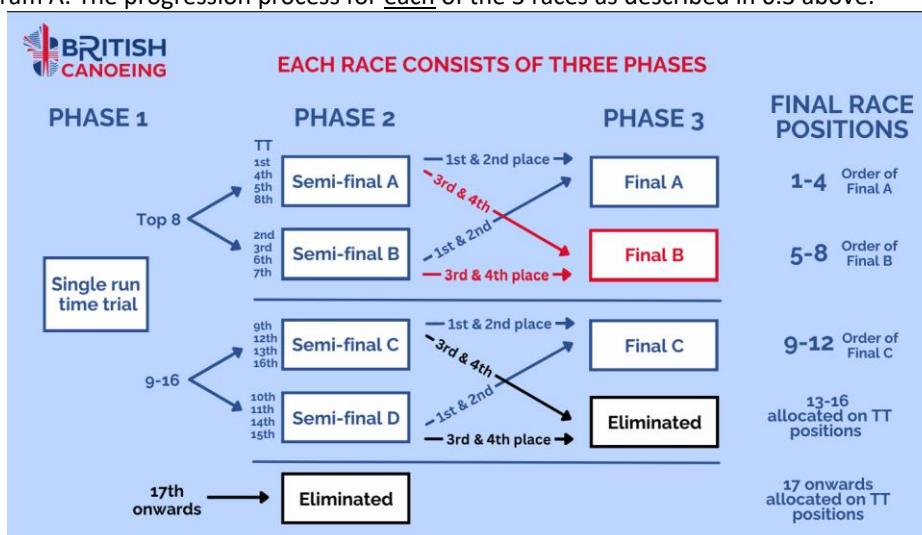 am A: The progression process for each of the 3 races as described in 6.3 above.
BRITISH
CANOEING
EACH RACE CONSISTS OF THREE PHASES
PHASE 1
PHASE 2
PHASE 3
FINAL RACE
POSITIONS
TT
1st
4th
5th
8th
Semi-final A
1st & 2nd place
3rd & 4th
Final A
1-4 Order of
Final A
Top 8
2nd
3rd
6th
7th
Semi-final B
1st & 2nd
3rd & 4th place
Final B
5-8 Order of
Final B
Single run
time trial
9th
12th
13th
16th
Semi-final C
1st & 2nd place
3rd & 4th
Final C
9-12 Order of
Final C
9-16
10th
11th
14th
15th
Semi-final D
1st & 2nd
3rd & 4th place
Eliminated
13-16
allocated on TT
positions
17th
onwards
Eliminated
17 onwards
allocated on TT
positions